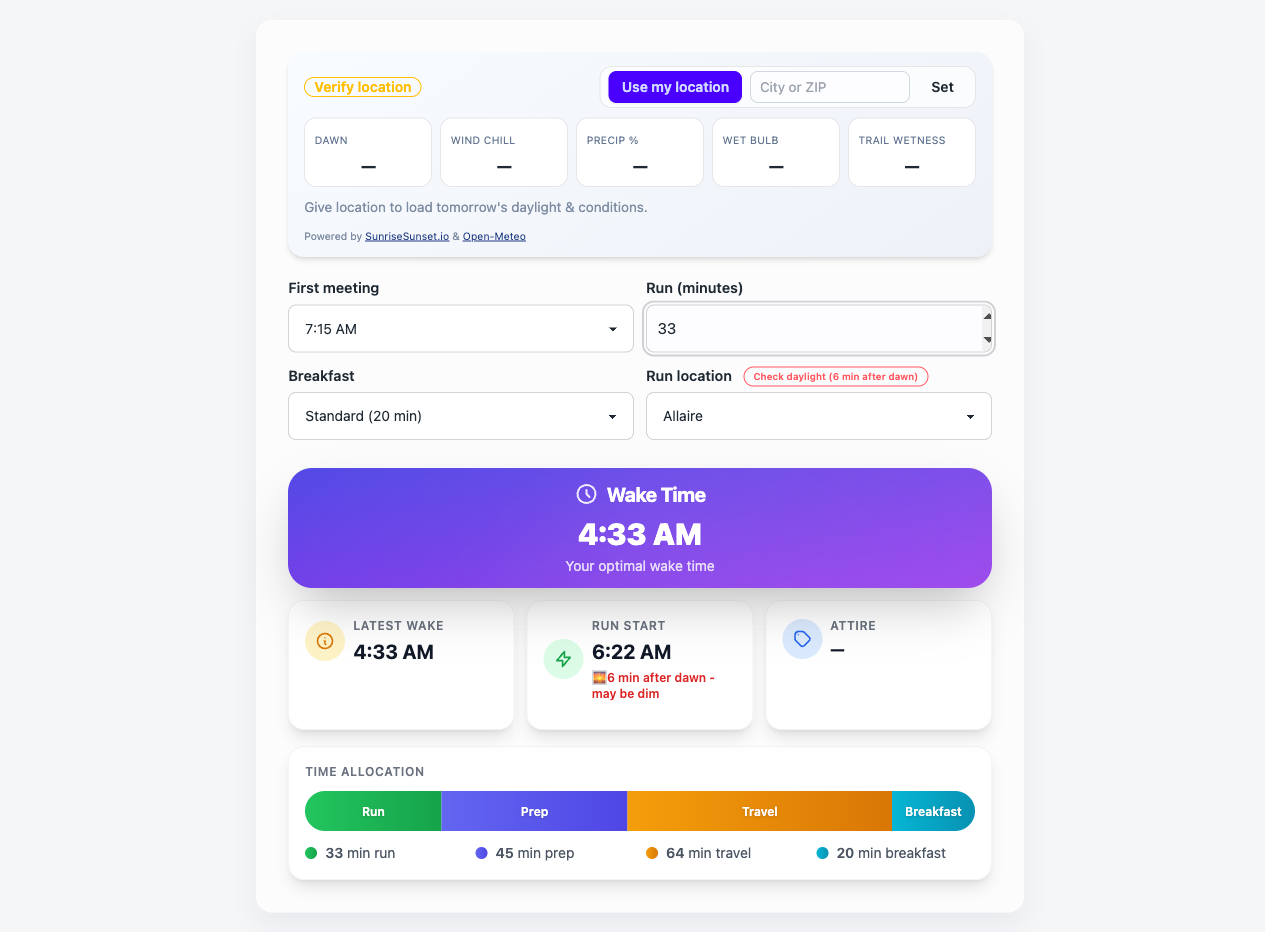 Verify location
Use my location
City or ZIP
Set
DAWN
WIND CHILL
PRECIP %
WET BULB
TRAIL WETNESS
—
—
—
—
—
Give location to load tomorrow's daylight & conditions.
Powered by SunriseSunset.io & Open-Meteo
First meeting
Run (minutes)
7:15 AM
33
Breakfast
Run location
Check daylight (6 min after dawn)
Standard (20 min)
Allaire
Wake Time
4:33 AM
Your optimal wake time
LATEST WAKE
4:33 AM
RUN START
6:22 AM
🌅6 min after dawn -
may be dim
ATTIRE
—
TIME ALLOCATION
Run
Prep
Travel
Breakfast
33 min run
45 min prep
64 min travel
20 min breakfast